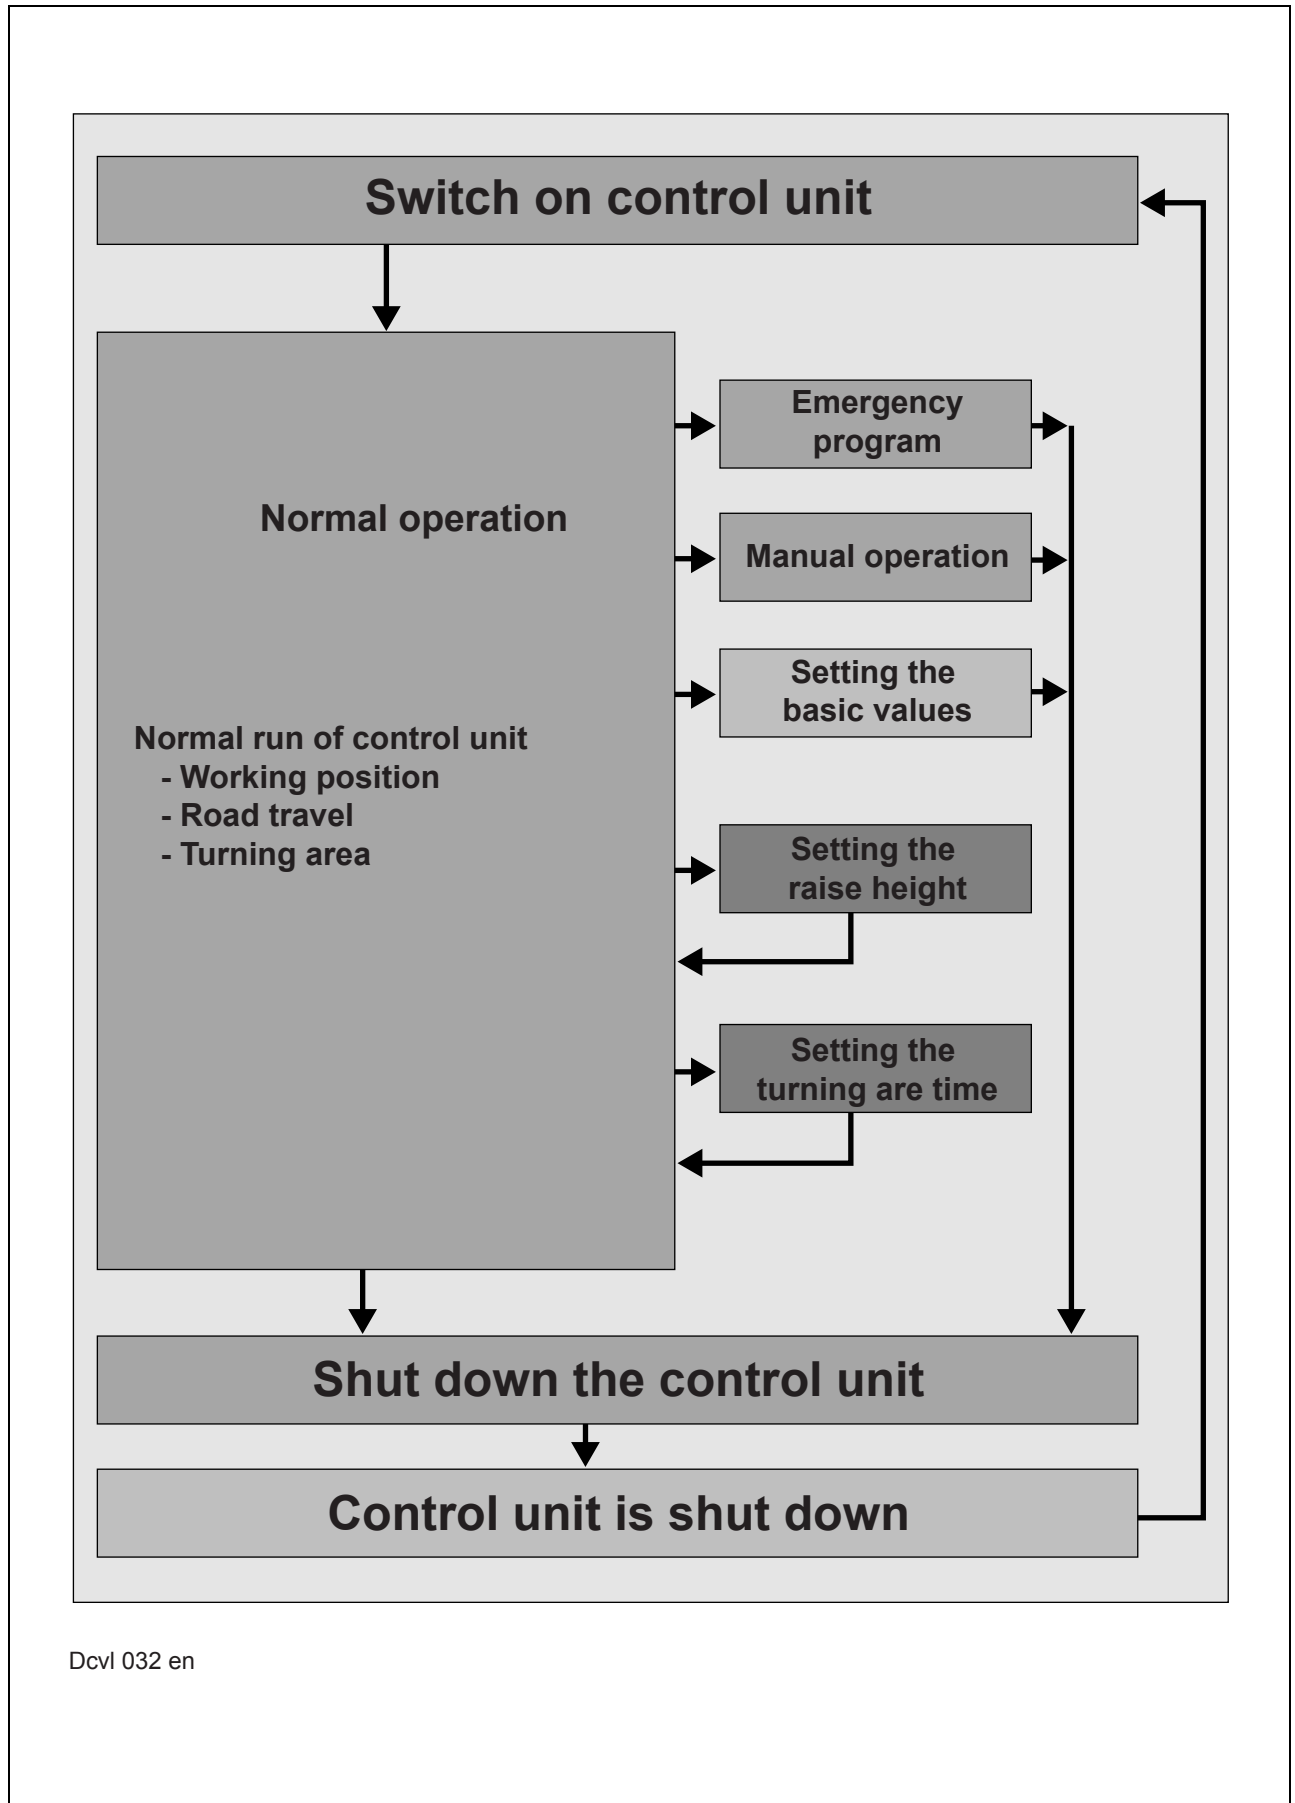 Switch on control unit
Normal operation
Normal run of control unit
- Working position
- Road travel
- Turning area
Emergency
program
Manual operation
Setting the
basic values
Setting the
raise height
Setting the
turning are time
Shut down the control unit
Control unit is shut down
Dcvl 032 en